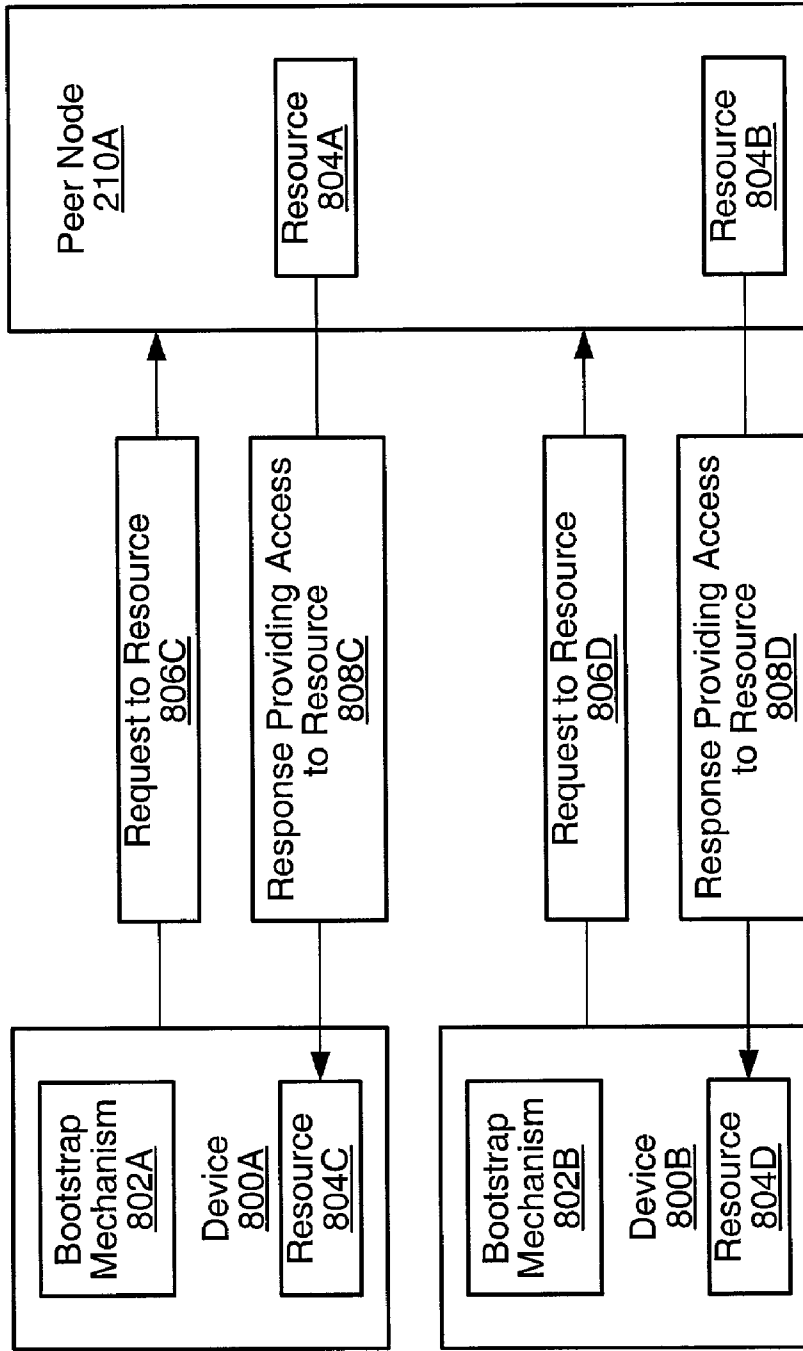 Peer Node
210A
Resource
804A
Resource
804B
Request to Resource
806C
Response Providing Access
to Resource
808C
Request to Resource
806D
Response Providing Access
to Resource
808D
Bootstrap
Mechanism
802A
Device
800A
Resource
804C
Bootstrap
Mechanism
802B
Device
800B
Resource
804D